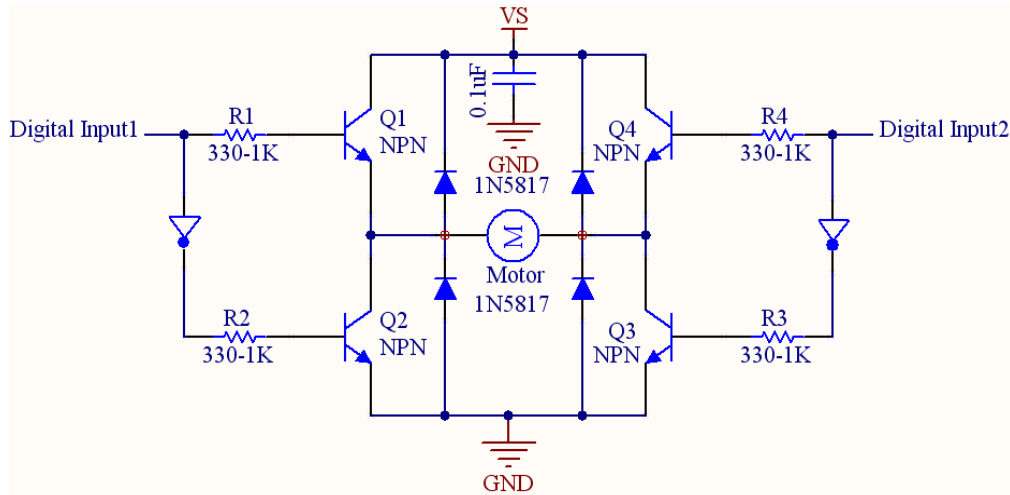 VS
0.1uF
GND
Digital Input1
R1
330-1K
Q1
NPN
Q4
NPN
R4
330-1K
Digital Input2
1N5817
M
Motor
1N5817
R2
330-1K
Q2
NPN
Q3
NPN
R3
330-1K
GND